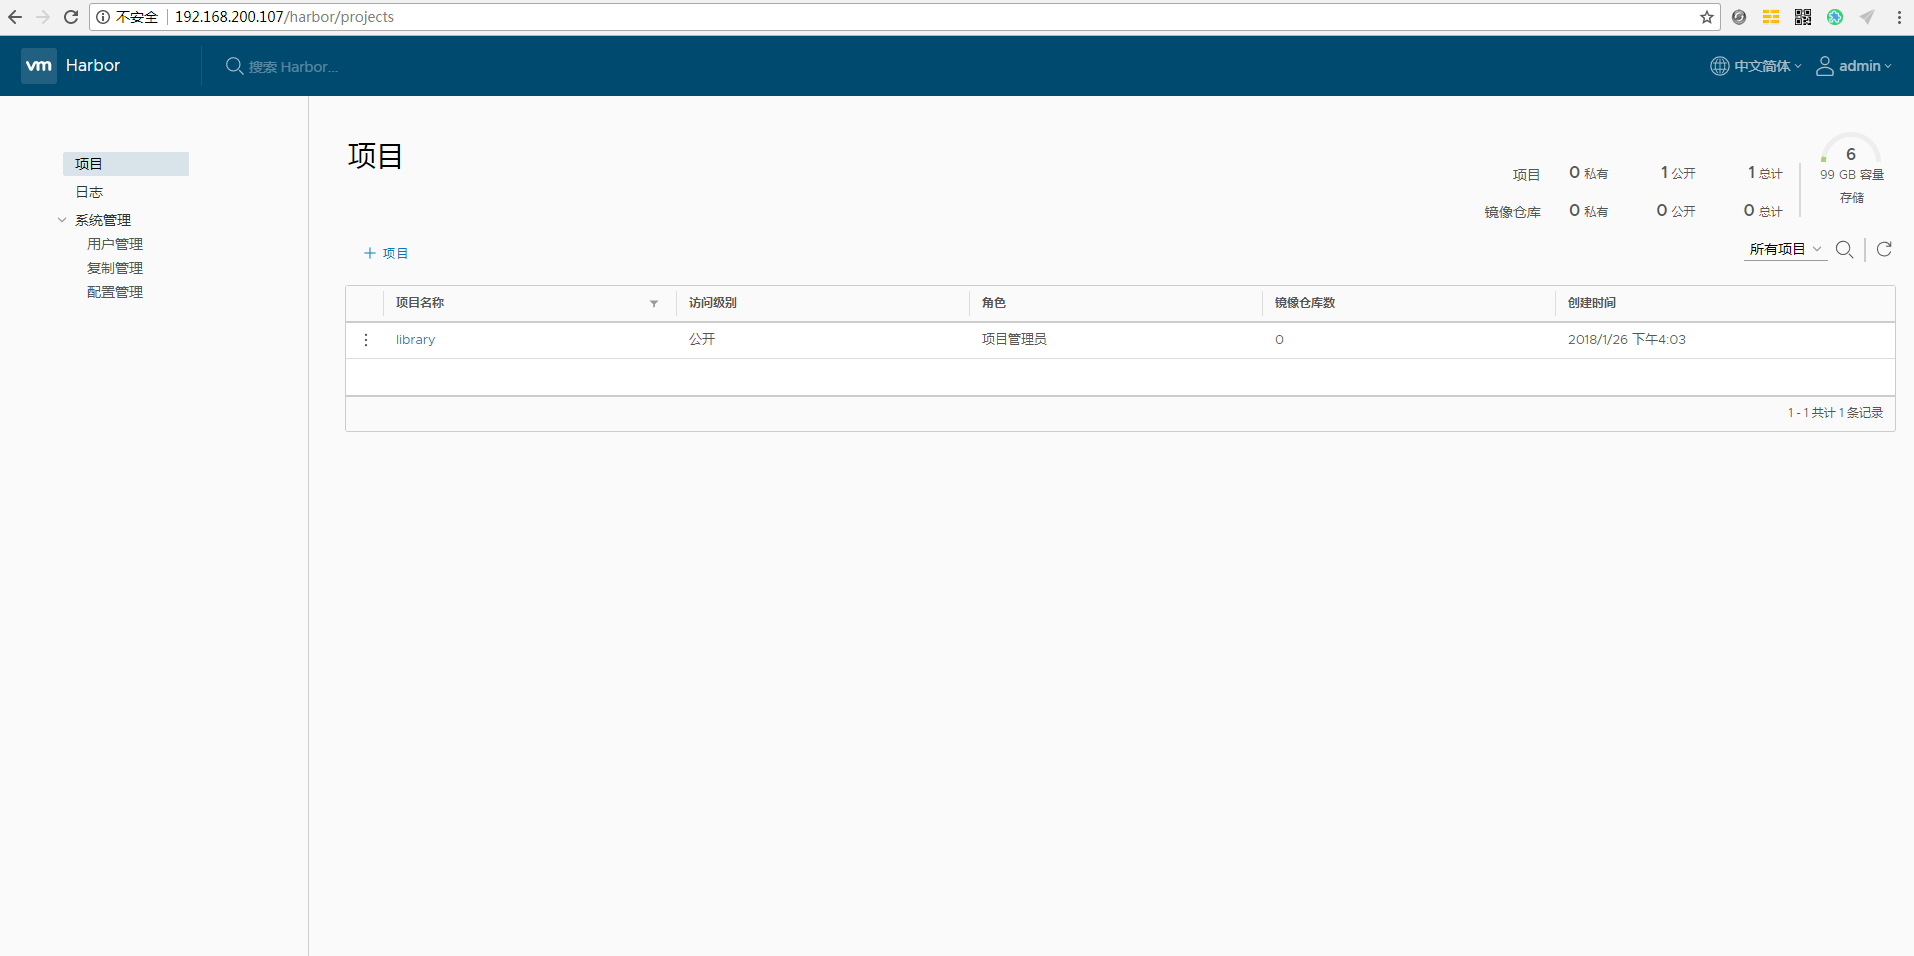 不安全 192.168.200.107/harbor/projects
vm Harbor 搜索 Harbor... 中文简体 admin
项目
日志
系统管理
用户管理
复制管理
配置管理
项目
项目 0 私有 1 公开 1 总计
镜像仓库 0 私有 0 公开 0 总计
6
99 GB 容量
存储
+ 项目
所有项目
项目名称 访问级别 角色 镜像仓库数 创建时间
library 公开 项目管理员 0 2018/1/26 下午4:03
1 - 1 共计 1 条记录